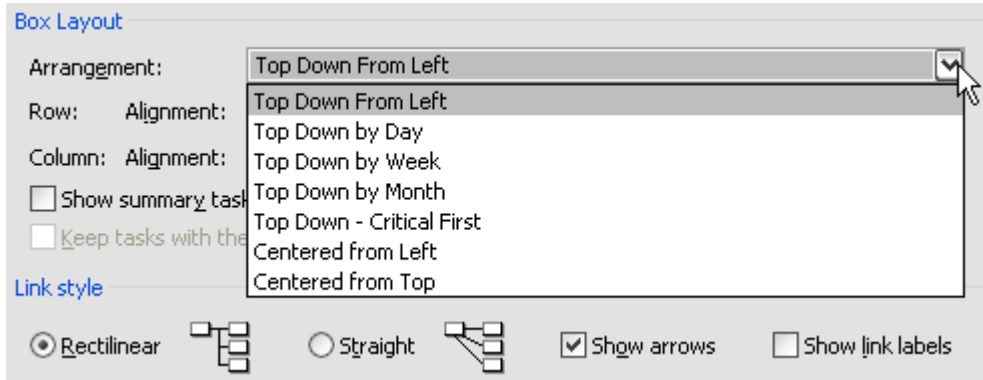 Box Layout
Arrangement: Top Down From Left
Top Down From Left
Row: Alignment:
Top Down by Day
Column: Alignment:
Top Down by Week
Top Down by Month
Show summary task
Top Down - Critical First
Keep tasks with the
Centered from Left
Centered from Top
Link style
Rectilinear Straight Show arrows Show link labels